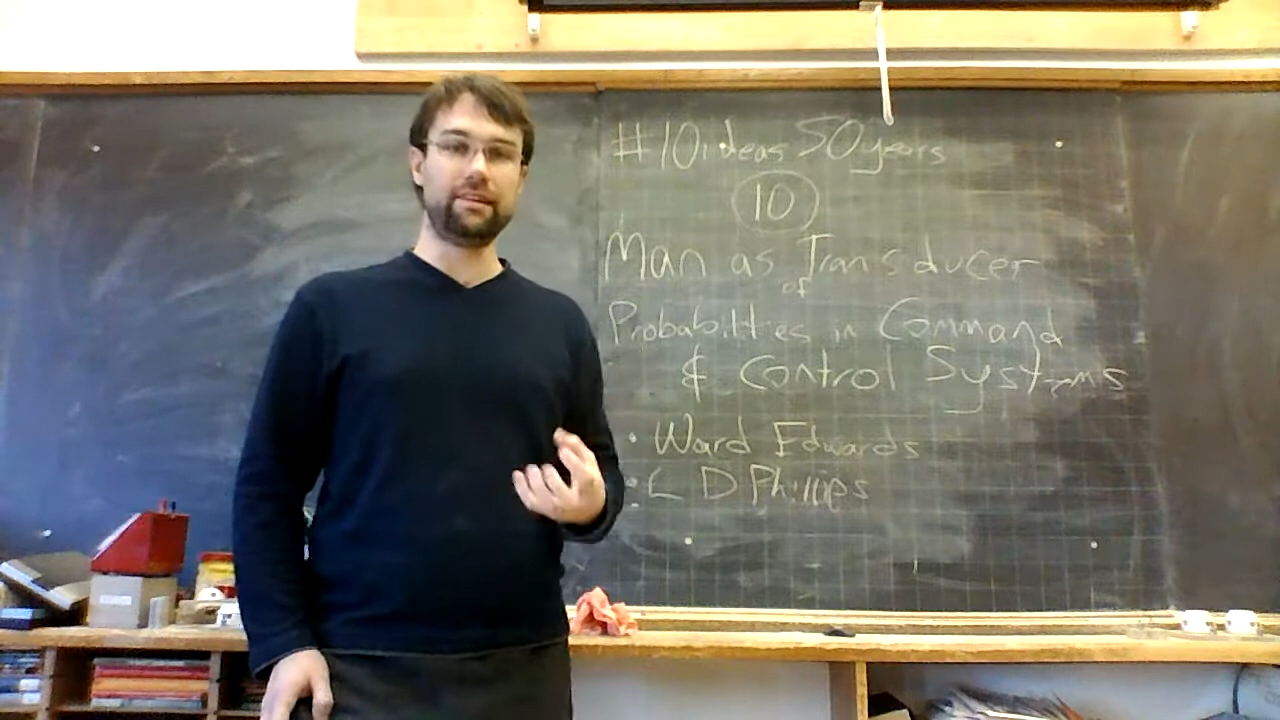 #10ideas50years
10
Man as Transducer
of
Probabilities in Command
& Control Systems
• Ward Edwards
• L D Phillips